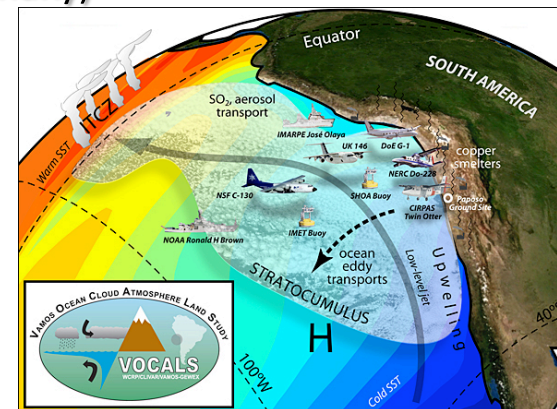 Equator
SOUTH AMERICA
ITCZ
SO2, aerosol
transport
Warm SST
IMARPE José Olaya
DoE G-1
UK 146
copper
smelters
NERC Do-228
NSF C-130
SHOA Buoy
CIRPAS
Twin Otter
Paposo
Ground Site
NOAA Ronald H Brown
IMET Buoy
ocean
eddy
transports
Low-level jet
Upwelling
STRATOCUMULUS
H
40°
100°W
Cold SST
VAMOS OCEAN CLOUD ATMOSPHERE LAND STUDY
VOCALS
WCRP/CLIVAR/VAMOS-GEWEX